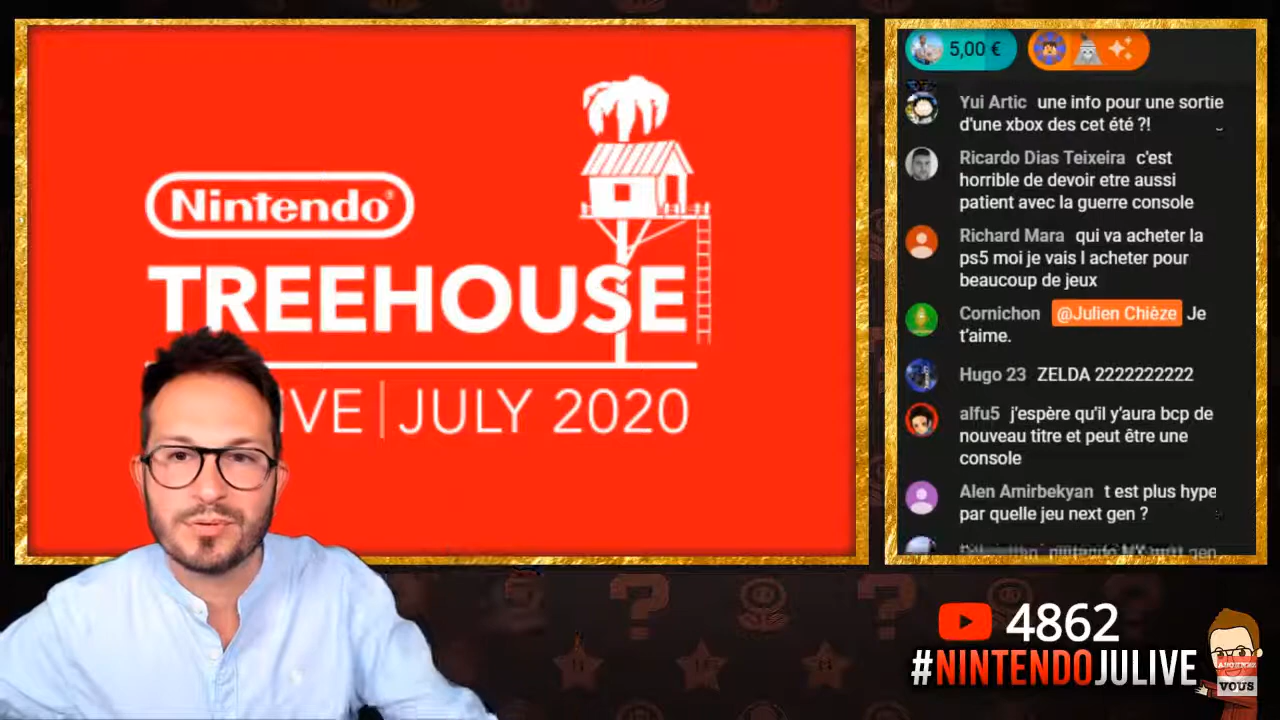 Nintendo
TREEHOUSE
IVE | JULY 2020
5,00 €
Yui Artic une info pour une sortie
d'une xbox des cet été ?!
Ricardo Dias Teixeira c'est
horrible de devoir etre aussi
patient avec la guerre console
Richard Mara qui va acheter la
ps5 moi je vais l acheter pour
beaucoup de jeux
Cornichon @Julien Chièze Je
t'aime.
Hugo 23 ZELDA 2222222222
alfu5 j'espère qu'il y'aura bcp de
nouveau titre et peut être une
console
Alen Amirbekyan t est plus hype
par quelle jeu next gen ?
4862
#NINTENDOJULIVE
VOUS